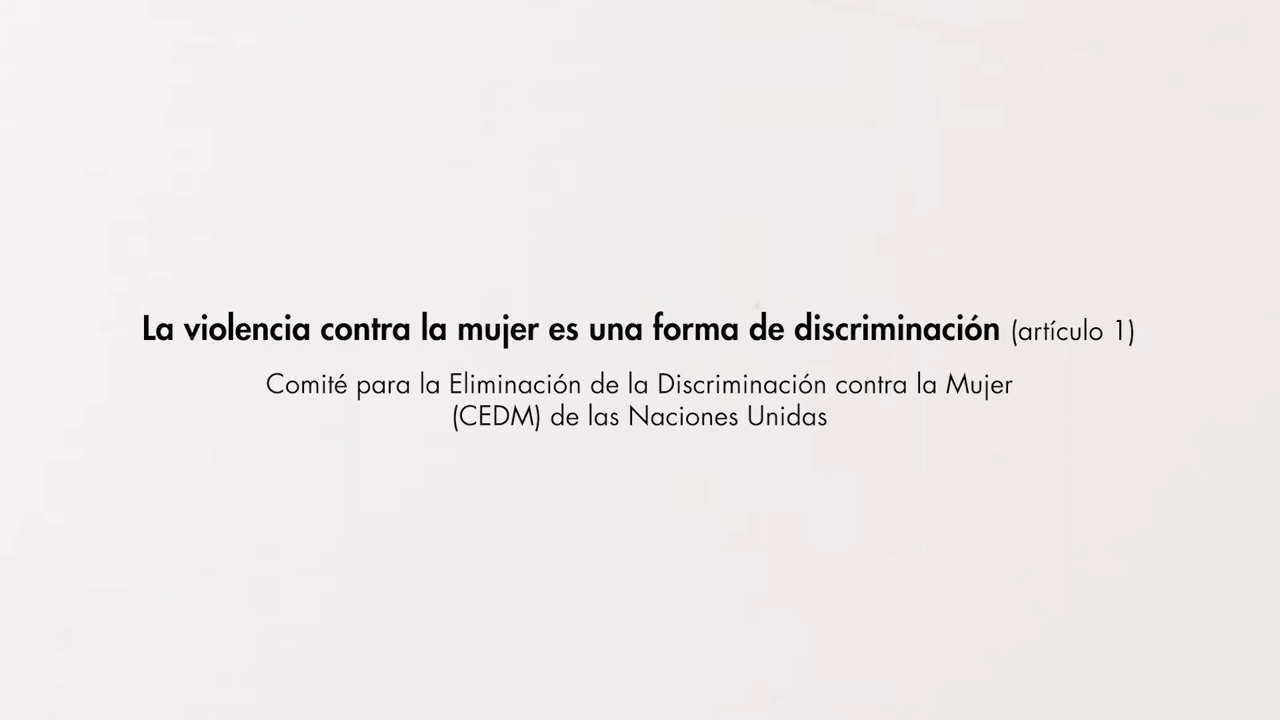 La violencia contra la mujer es una forma de discriminación (artículo 1)
Comité para la Eliminación de la Discriminación contra la Mujer
(CEDM) de las Naciones Unidas